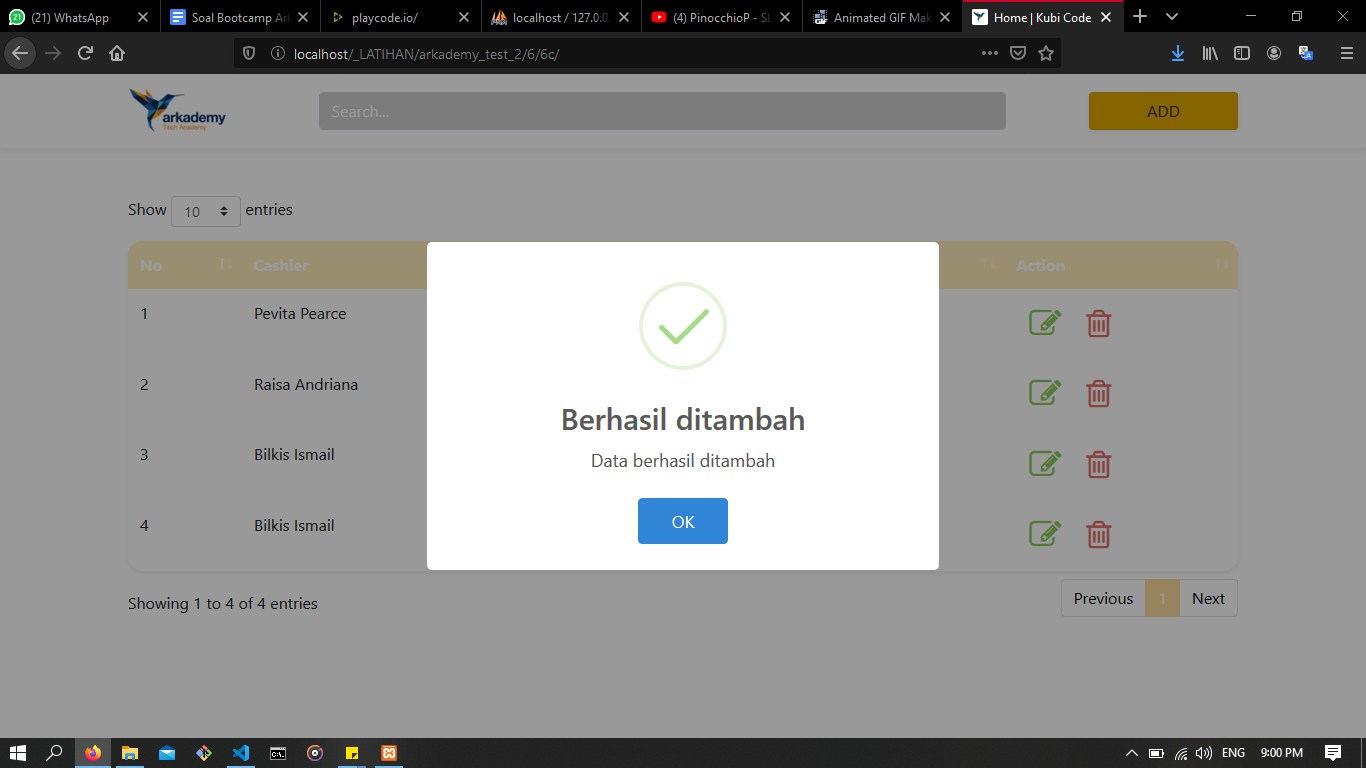 (21) WhatsApp
Soal Bootcamp Ark
playcode.io/
localhost / 127.0.0.
(4) PinocchioP - SL
Animated GIF Mak
Home | Kubi Code
localhost/_LATIHAN/arkademy_test_2/6/6c/
arkademy
Tech Academy
Search...
ADD
Show 10 entries
No Cashier Action
1 Pevita Pearce
2 Raisa Andriana
3 Bilkis Ismail
4 Bilkis Ismail
Berhasil ditambah
Data berhasil ditambah
OK
Showing 1 to 4 of 4 entries
Previous 1 Next
ENG 9:00 PM